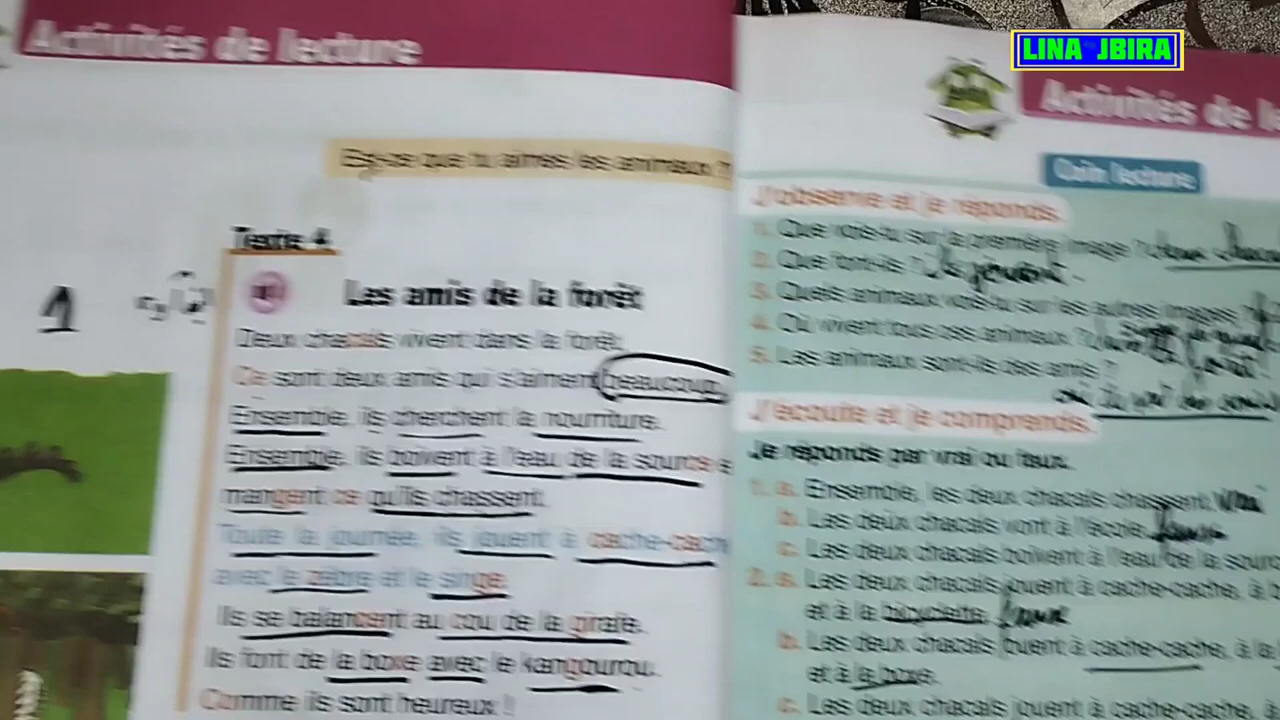 Activités de lecture
Est-ce que tu aimes les animaux ?
Texte 4
1
Les amis de la forêt
Deux chacals vivent dans la forêt.
Ce sont deux amis qui s'aiment beaucoup.
Ensemble, ils cherchent la nourriture.
Ensemble, ils boivent à l'eau de la source e
mangent ce qu'ils chassent.
Toute la journée, ils jouent à cache-cache
avec le zèbre et le singe.
Ils se balancent au cou de la girafe.
Ils font de la boxe avec le kangourou.
Comme ils sont heureux !
LINA JBIRA
Activités de le
Coin lecture
J'observe et je réponds.
1. Que vois-tu sur la première image ? deux chaca
2. Que font-ils ? Ils jouent.
3. Quels animaux vois-tu sur les autres images ?
4. Où vivent tous ces animaux ?
5. Les animaux sont-ils des amis ?
J'écoute et je comprends.
Je réponds par vrai ou faux.
1. a. Ensemble, les deux chacals chassent. Vrai
b. Les deux chacals vont à l'école. faux
c. Les deux chacals boivent à l'eau de la sourc
2. a. Les deux chacals jouent à cache-cache, à
et à la bicyclette. faux
b. Les deux chacals jouent à cache-cache, à la
et à la boxe.
c. Les deux chacals jouent à cache-cache, à